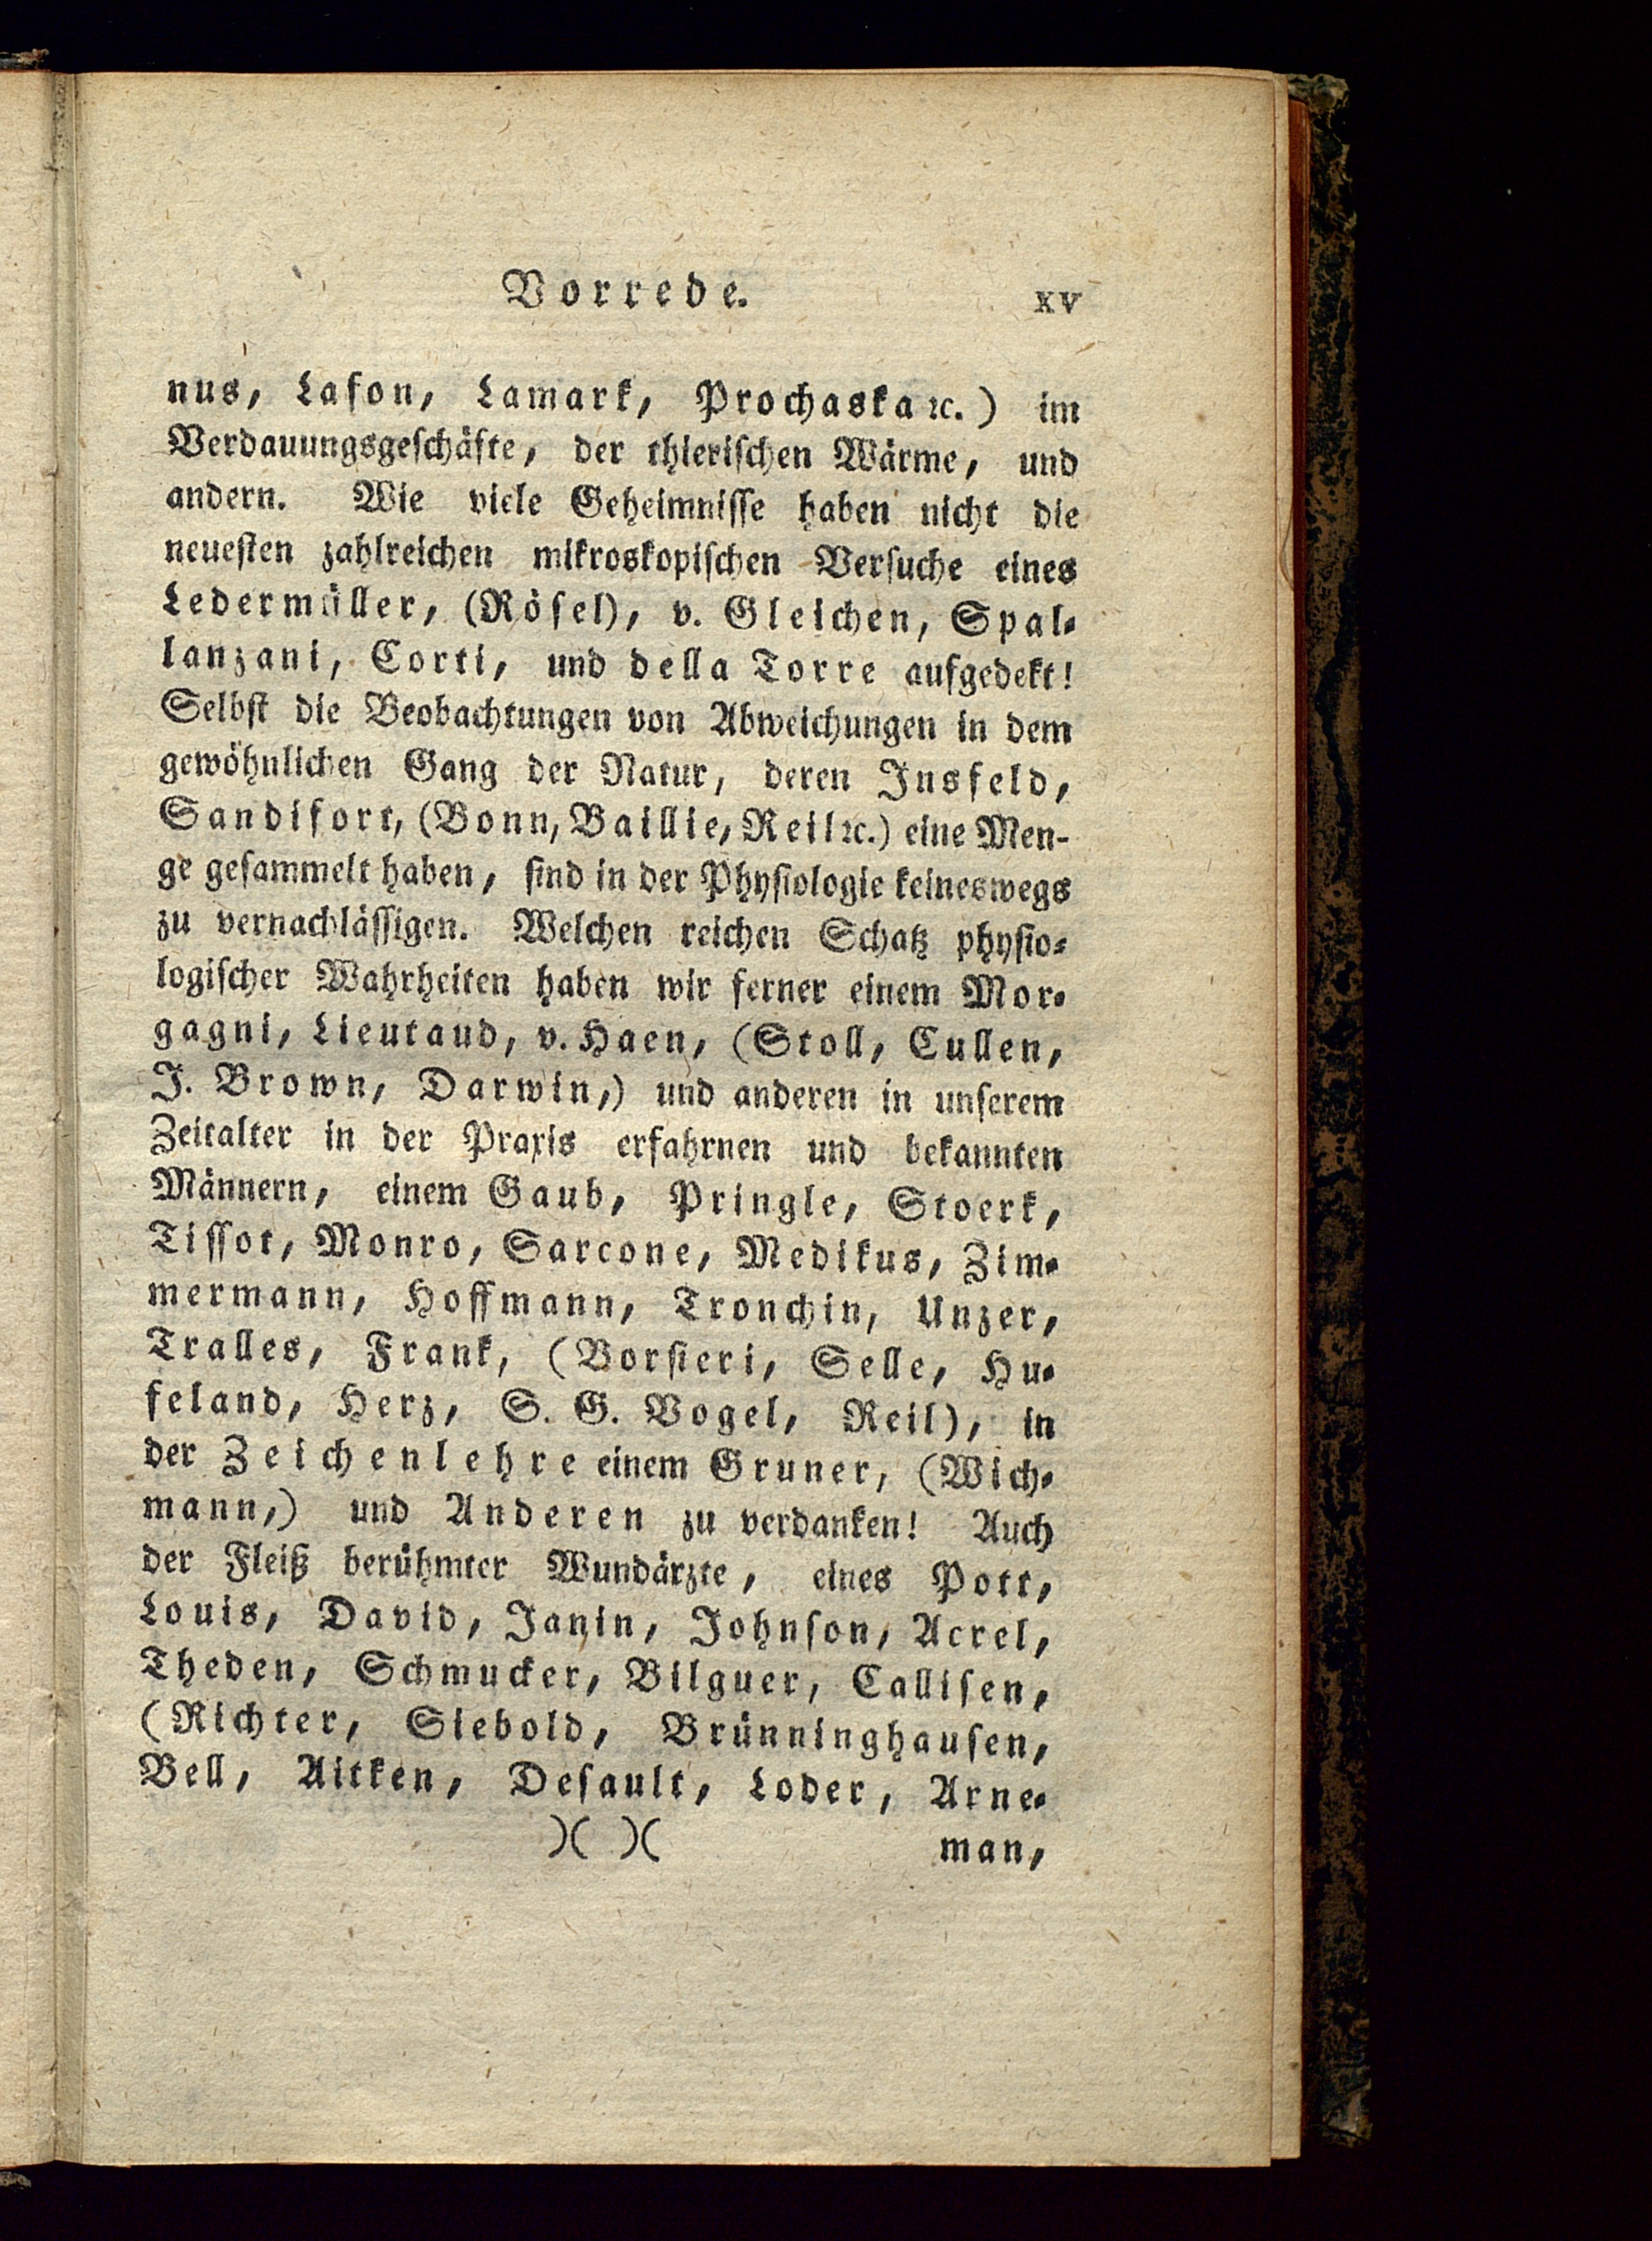 Vorrede. XV
nus, Lafon, Lamark, Prochaska ꝛc.) im
Verdauungsgeschäfte, der thierischen Wärme, und
andern. Wie viele Geheimnisse haben nicht die
neuesten zahlreichen mikroskopischen Versuche eines
Ledermüller, (Rösel), v. Gleichen, Spal-
lanzani, Corti, und della Torre aufgedekt!
Selbst die Beobachtungen von Abweichungen in dem
gewöhnlichen Gang der Natur, deren Insfeld,
Sandifort, (Bonn, Baillie, Reil ꝛc.) eine Men-
ge gesammelt haben, sind in der Physiologie keineswegs
zu vernachlässigen. Welchen reichen Schatz physio-
logischer Wahrheiten haben wir ferner einem Mor-
gagni, Lieutaud, v. Haen, (Stoll, Cullen,
J. Brown, Darwin,) und anderen in unserem
Zeitalter in der Praxis erfahrnen und bekannten
Männern, einem Gaub, Pringle, Stoerk,
Tissot, Monro, Sarcone, Medikus, Zim-
mermann, Hoffmann, Tronchin, Unzer,
Tralles, Frank, (Borsieri, Selle, Hu-
feland, Herz, S. G. Vogel, Reil), in
der Zeichenlehre einem Gruner, (Wich-
mann,) und Anderen zu verdanken! Auch
der Fleiß berühmter Wundärzte, eines Pott,
Louis, David, Janin, Johnson, Acrel,
Theden, Schmucker, Bilguer, Callisen,
(Richter, Siebold, Brünninghausen,
Bell, Aitken, Desault, Loder, Arne-
)( )( man,